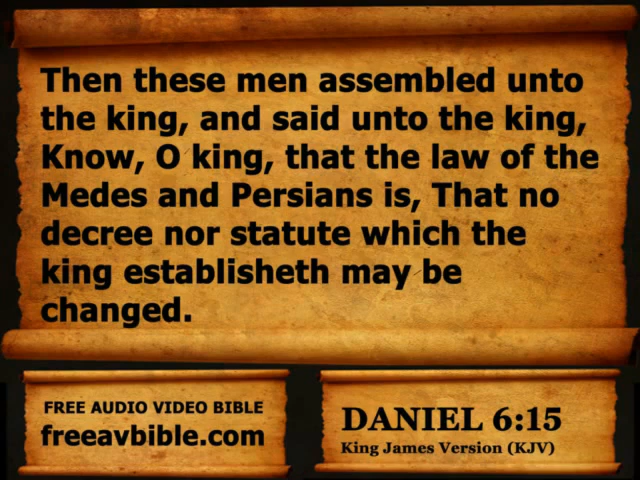 Then these men assembled unto
the king, and said unto the king,
Know, O king, that the law of the
Medes and Persians is, That no
decree nor statute which the
king establisheth may be
changed.
FREE AUDIO VIDEO BIBLE
freeavbible.com
DANIEL 6:15
King James Version (KJV)